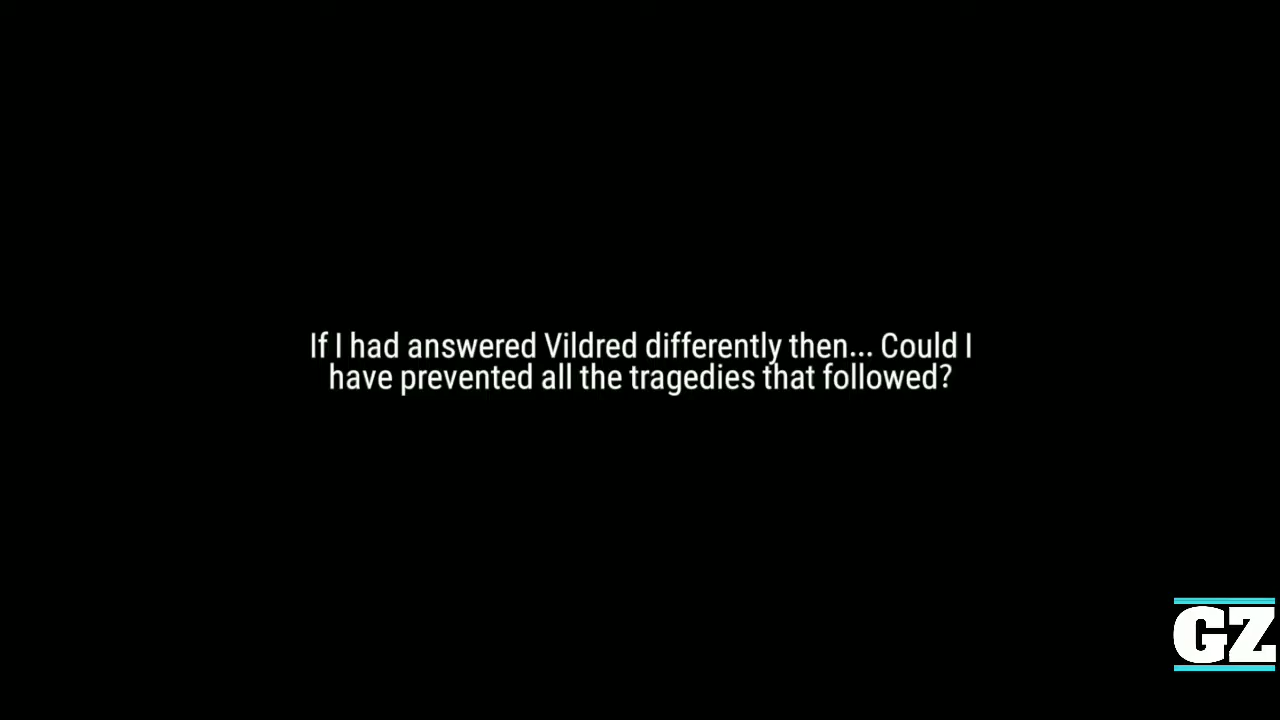 If I had answered Vildred differently then... Could I
have prevented all the tragedies that followed?
GZ